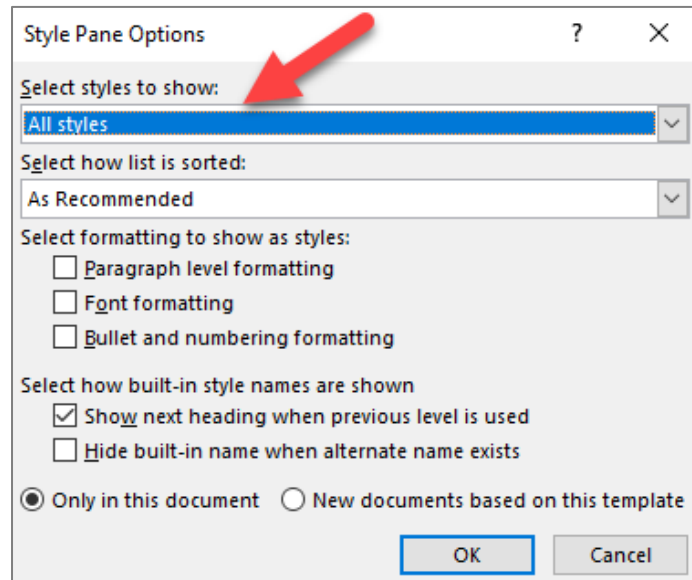 Style Pane Options ?
Select styles to show:
All styles
Select how list is sorted:
As Recommended
Select formatting to show as styles:
Paragraph level formatting
Font formatting
Bullet and numbering formatting
Select how built-in style names are shown
Show next heading when previous level is used
Hide built-in name when alternate name exists
Only in this document New documents based on this template
OK Cancel